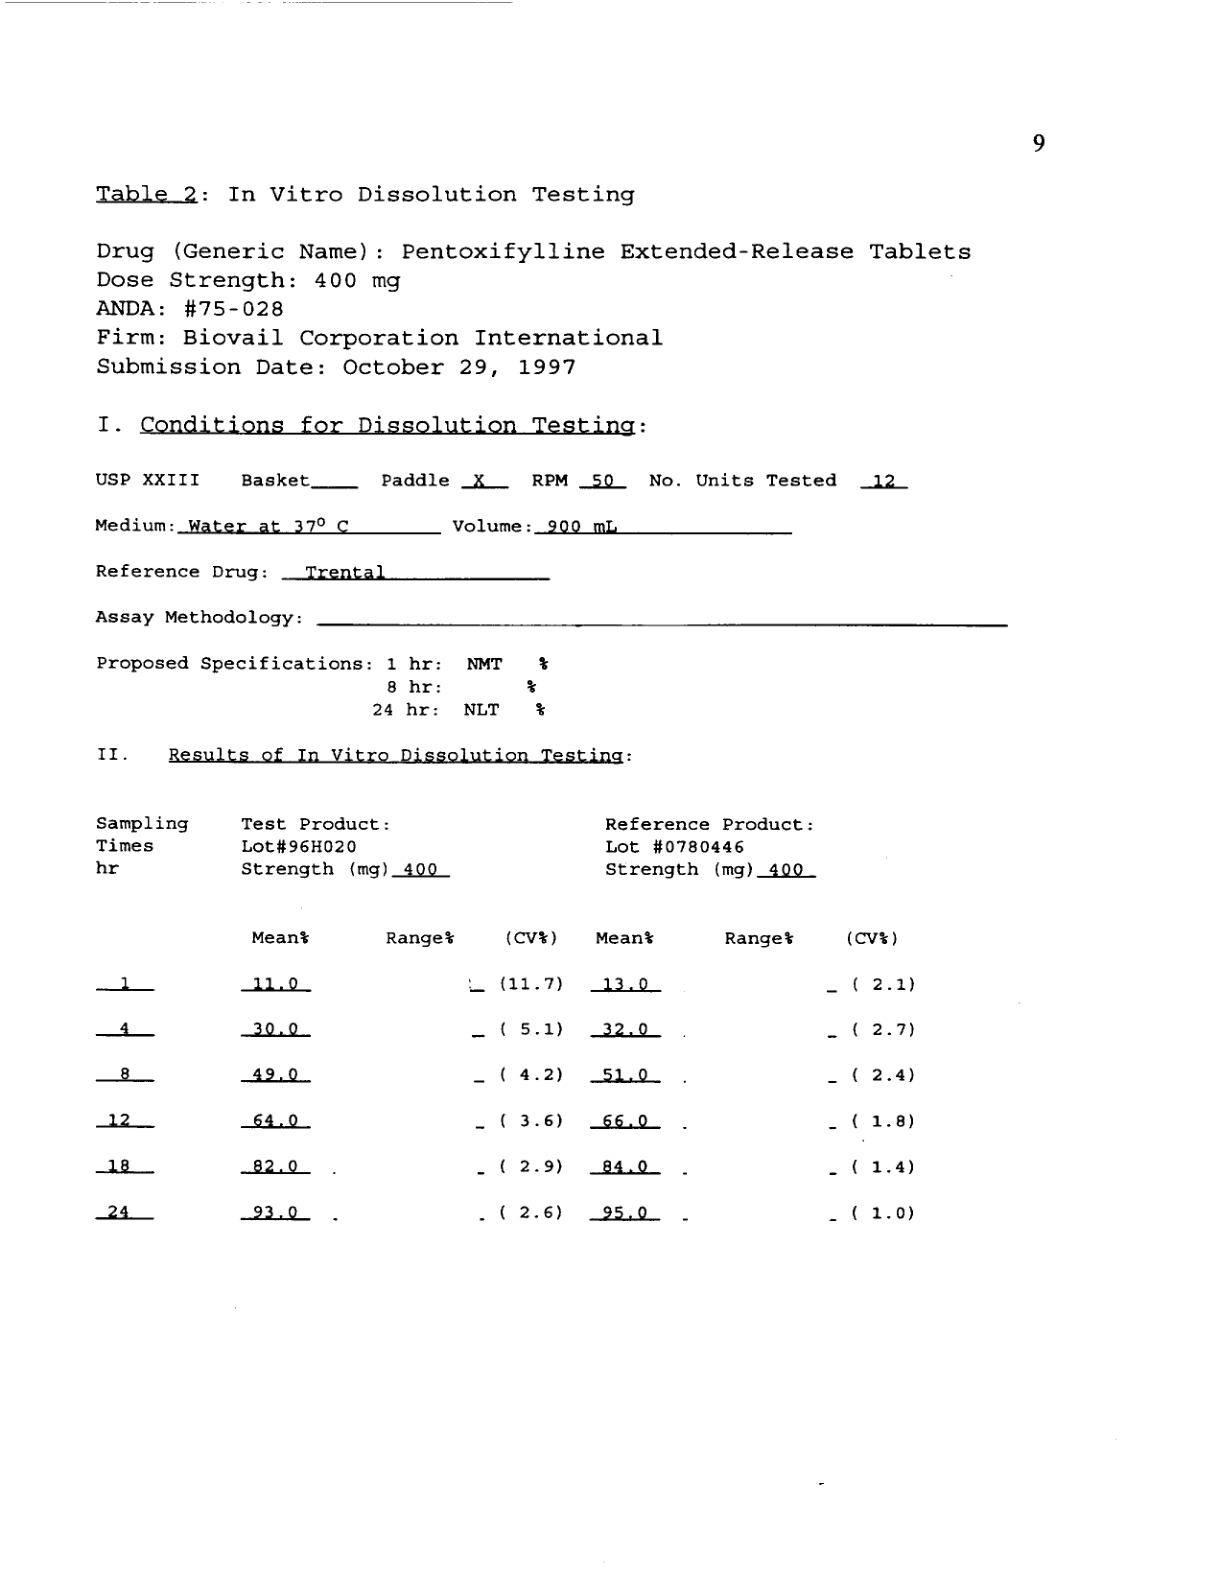 9
Table 2: In Vitro Dissolution Testing
Drug (Generic Name): Pentoxifylline Extended-Release Tablets
Dose Strength: 400 mg
ANDA: #75-028
Firm: Biovail Corporation International
Submission Date: October 29, 1997
I. Conditions for Dissolution Testing:
USP XXIII Basket____ Paddle _X_ RPM _50_ No. Units Tested _12_
Medium: Water at 37⁰ C Volume: 900 mL
Reference Drug: Trental
Assay Methodology:
Proposed Specifications: 1 hr: NMT %
8 hr: %
24 hr: NLT %
II. Results of In Vitro Dissolution Testing:
Sampling Test Product: Reference Product:
Times Lot#96H020 Lot #0780446
hr Strength (mg) 400 Strength (mg) 400
Mean% Range% (CV%) Mean% Range% (CV%)
1 11.0 (11.7) 13.0 ( 2.1)
4 30.0 ( 5.1) 32.0 ( 2.7)
8 49.0 ( 4.2) 51.0 ( 2.4)
12 64.0 ( 3.6) 66.0 ( 1.8)
18 82.0 ( 2.9) 84.0 ( 1.4)
24 93.0 ( 2.6) 95.0 ( 1.0)